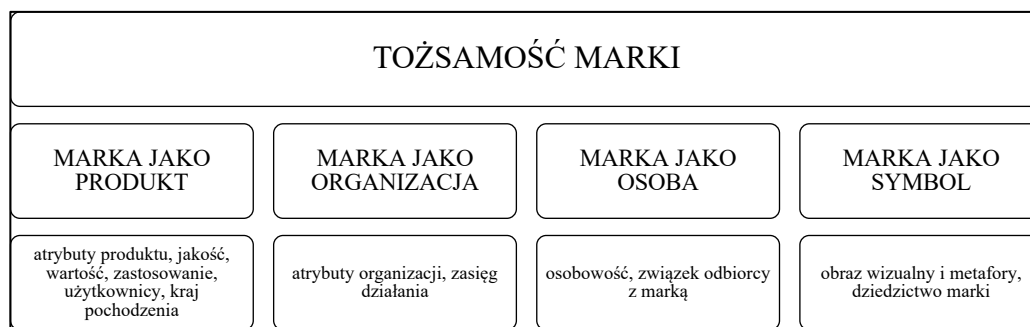 TOŻSAMOŚĆ MARKI
MARKA JAKO
PRODUKT
MARKA JAKO
ORGANIZACJA
MARKA JAKO
OSOBA
MARKA JAKO
SYMBOL
atrybuty produktu, jakość,
wartość, zastosowanie,
użytkownicy, kraj
pochodzenia
atrybuty organizacji, zasięg
działania
osobowość, związek odbiorcy
z marką
obraz wizualny i metafory,
dziedzictwo marki